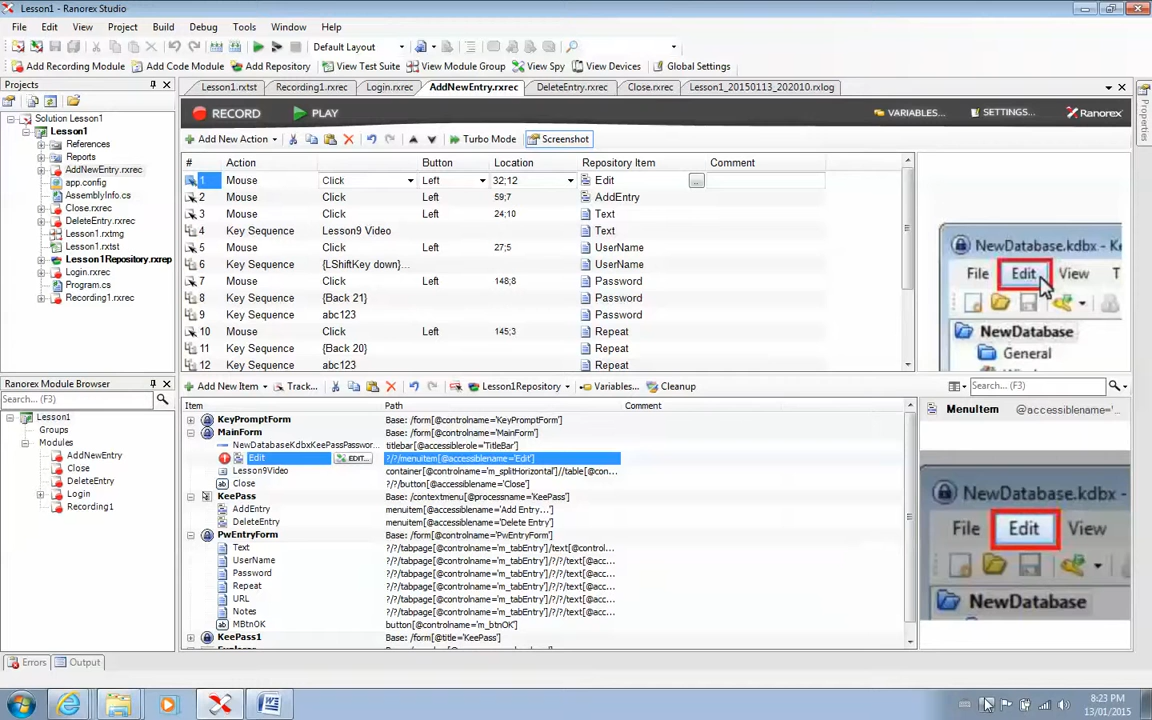 Lesson1 - Ranorex Studio
File Edit View Project Build Debug Tools Window Help
Default Layout
Add Recording Module Add Code Module Add Repository View Test Suite View Module Group View Spy View Devices Global Settings
Projects
Lesson1.rxtst Recording1.rxrec Login.rxrec AddNewEntry.rxrec DeleteEntry.rxrec Close.rxrec Lesson1_20150113_202010.rxlog
Properties
Solution Lesson1
Lesson1
References
Reports
AddNewEntry.rxrec
app.config
AssemblyInfo.cs
Close.rxrec
DeleteEntry.rxrec
Lesson1.rxtmg
Lesson1.rxtst
Lesson1Repository.rxrep
Login.rxrec
Program.cs
Recording1.rxrec
RECORD PLAY VARIABLES... SETTINGS... Ranorex
Add New Action Turbo Mode Screenshot
# Action Button Location Repository Item Comment
1 Mouse Click Left 32;12 Edit ...
2 Mouse Click Left 59;7 AddEntry
3 Mouse Click Left 24;10 Text
4 Key Sequence Lesson9 Video Text
5 Mouse Click Left 27;5 UserName
6 Key Sequence {LShiftKey down}... UserName
7 Mouse Click Left 148;8 Password
8 Key Sequence {Back 21} Password
9 Key Sequence abc123 Password
10 Mouse Click Left 145;3 Repeat
11 Key Sequence {Back 20} Repeat
12 Key Sequence abc123 Repeat
NewDatabase.kdbx - Ke
File Edit View T
NewDatabase
General
Ranorex Module Browser
Search... (F3)
Lesson1
Groups
Modules
AddNewEntry
Close
DeleteEntry
Login
Recording1
Add New Item Track... Lesson1Repository Variables... Cleanup Search... (F3)
Item Path Comment
KeyPromptForm Base: /form[@controlname='KeyPromptForm']
MainForm Base: /form[@controlname='MainForm']
NewDatabaseKdbxKeePassPasswor... titlebar[@accessiblerole='TitleBar']
Edit EDIT... ?/?/menuitem[@accessiblename='Edit']
Lesson9Video container[@controlname='m_splitHorizontal']//table[@con...
Close ?/?/button[@accessiblename='Close']
KeePass Base: /contextmenu[@processname='KeePass']
AddEntry menuitem[@accessiblename='Add Entry...']
DeleteEntry menuitem[@accessiblename='Delete Entry']
PwEntryForm Base: /form[@controlname='PwEntryForm']
Text ?/?/tabpage[@controlname='m_tabEntry']/text[@control...
UserName ?/?/tabpage[@controlname='m_tabEntry']/?/?/text[@acc...
Password ?/?/tabpage[@controlname='m_tabEntry']/?/?/text[@acc...
Repeat ?/?/tabpage[@controlname='m_tabEntry']/?/?/text[@acc...
URL ?/?/tabpage[@controlname='m_tabEntry']/?/?/text[@acc...
Notes ?/?/tabpage[@controlname='m_tabEntry']/?/?/text[@acc...
MBtnOK button[@controlname='m_btnOK']
KeePass1 Base: /form[@title='KeePass']
MenuItem @accessiblename='...
NewDatabase.kdbx -
File Edit View
NewDatabase
Errors Output
8:23 PM
13/01/2015